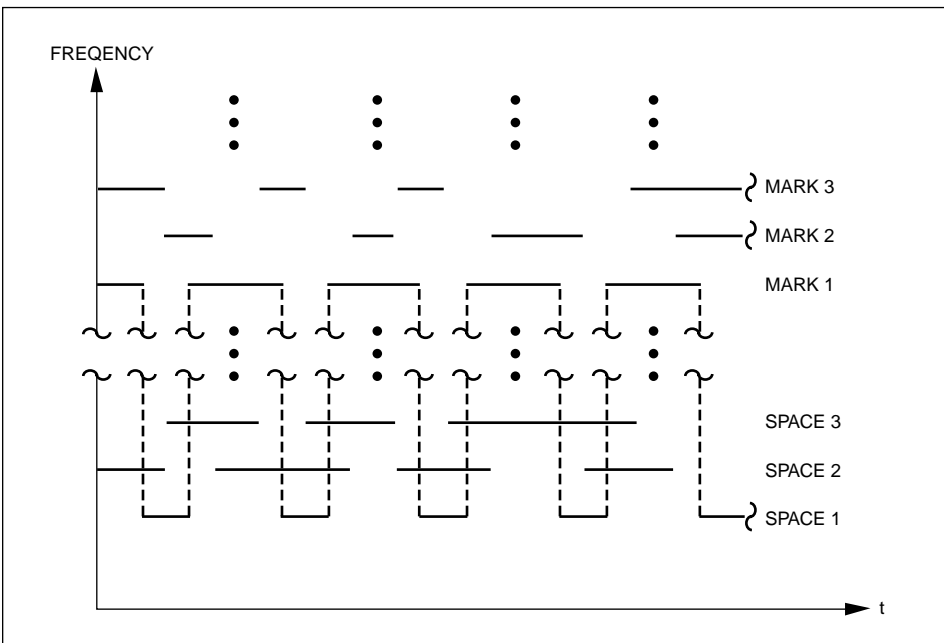 FREQENCY
MARK 3
MARK 2
MARK 1
SPACE 3
SPACE 2
SPACE 1
t